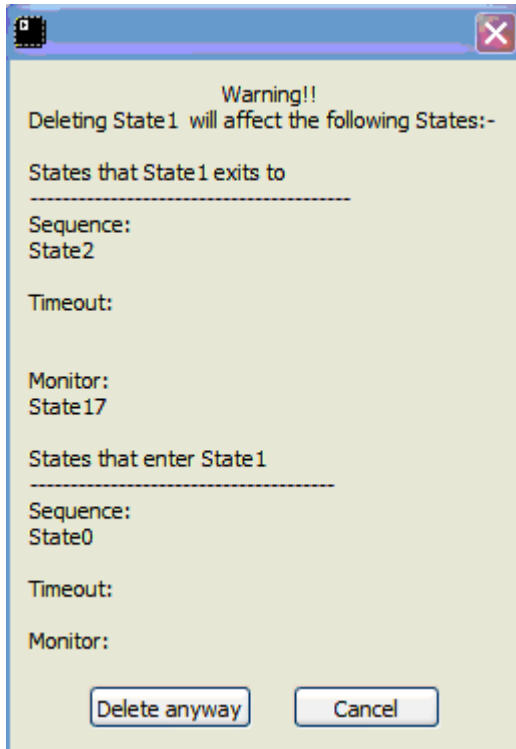 Warning!!
Deleting State1 will affect the following States:-
States that State1 exits to
----------------------------------------
Sequence:
State2
Timeout:
Monitor:
State17
States that enter State1
--------------------------------------
Sequence:
State0
Timeout:
Monitor:
Delete anyway
Cancel